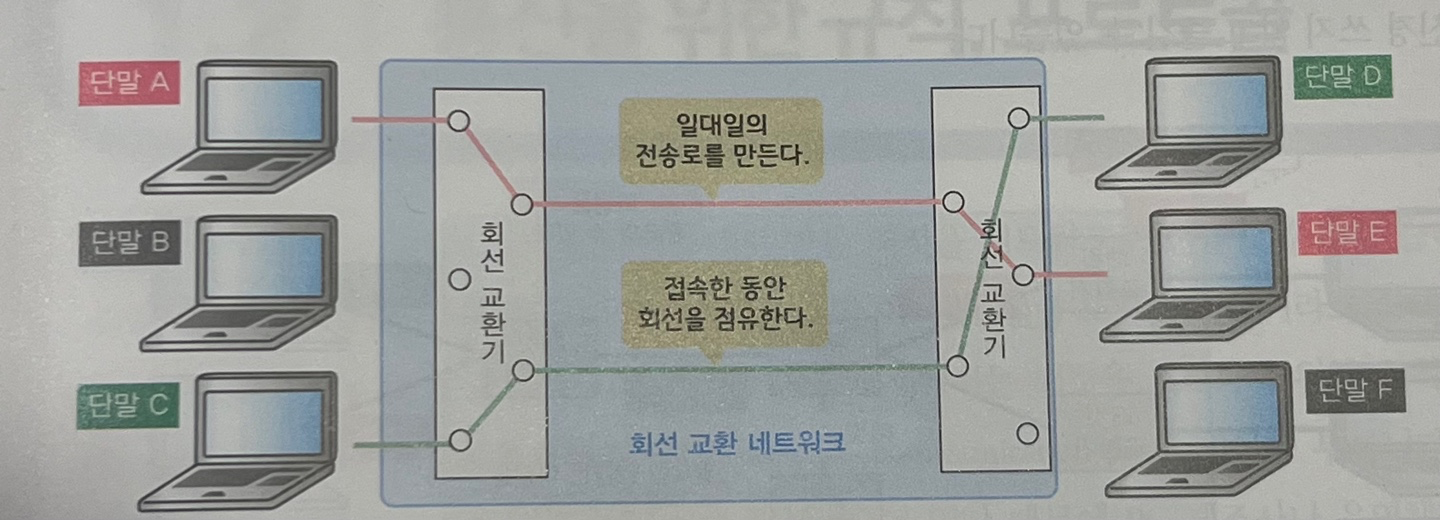 단말 A
단말 B
단말 C
회선 교환기
일대일의
전송로를 만든다.
접속한 동안
회선을 점유한다.
회선 교환 네트워크
회선 교환기
단말 D
단말 E
단말 F